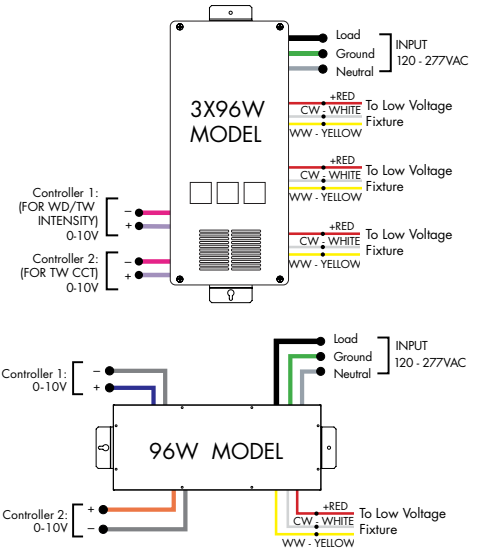 Load
Ground
Neutral
INPUT
120 - 277VAC
3X96W
MODEL
+RED
CW - WHITE
WW - YELLOW
To Low Voltage
Fixture
+RED
CW - WHITE
WW - YELLOW
To Low Voltage
Fixture
+RED
CW - WHITE
WW - YELLOW
To Low Voltage
Fixture
Controller 1:
(FOR WD/TW
INTENSITY)
0-10V
–
+
Controller 2:
(FOR TW CCT)
0-10V
–
+
Load
Ground
Neutral
INPUT
120 - 277VAC
Controller 1:
0-10V
–
+
96W MODEL
Controller 2:
0-10V
+
–
+RED
CW - WHITE
WW - YELLOW
To Low Voltage
Fixture